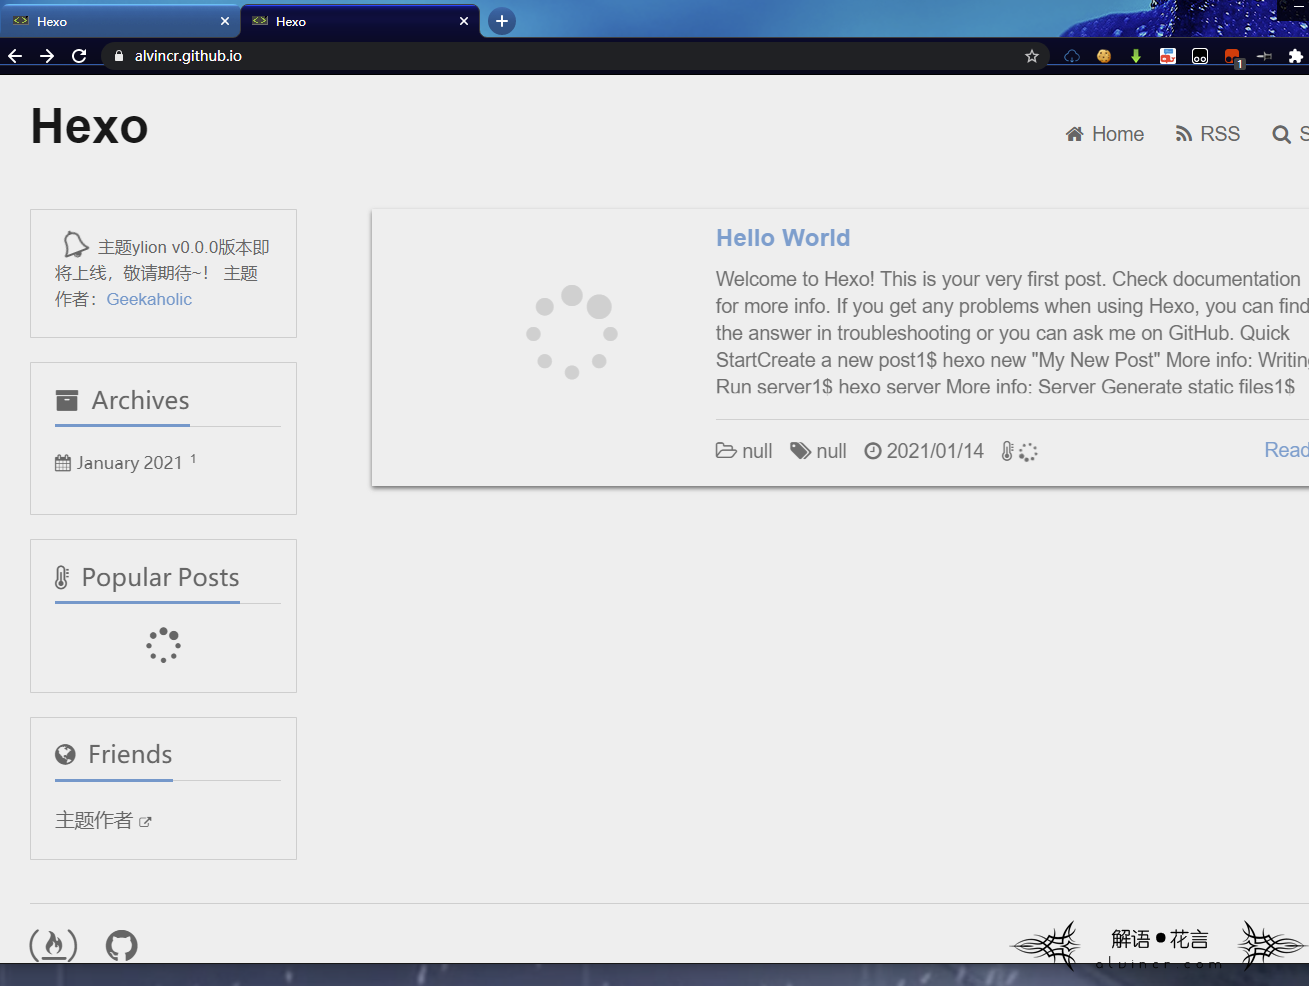 Hexo
Hexo
alvincr.github.io
1
Hexo
Home
RSS
S
主题ylion v0.0.0版本即
将上线，敬请期待~！ 主题
作者：Geekaholic
Archives
January 2021 1
Popular Posts
Friends
主题作者
Hello World
Welcome to Hexo! This is your very first post. Check documentation
for more info. If you get any problems when using Hexo, you can find
the answer in troubleshooting or you can ask me on GitHub. Quick
StartCreate a new post1$ hexo new "My New Post" More info: Writing
Run server1$ hexo server More info: Server Generate static files1$
null
null
2021/01/14
Read
解语●花言
alvincr.com